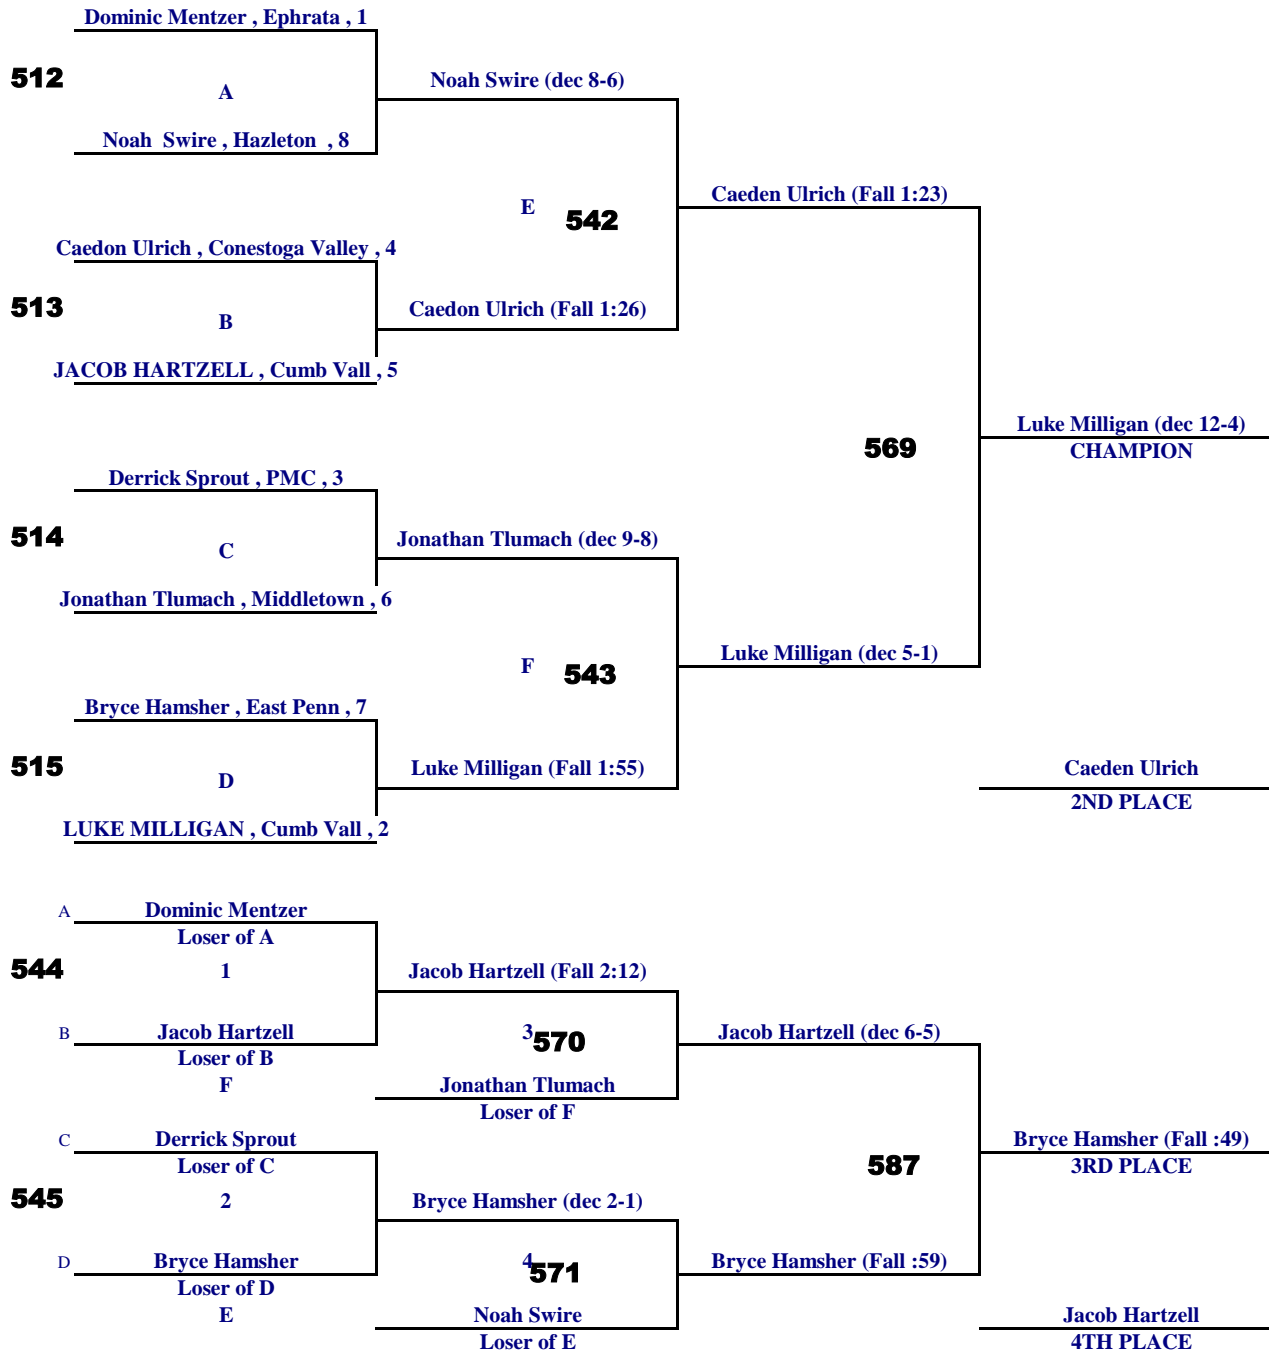 Dominic Mentzer , Ephrata , 1
512
A
Noah Swire (dec 8-6)
Noah  Swire , Hazleton  , 8
E
542
Caeden Ulrich (Fall 1:23)
Caedon Ulrich , Conestoga Valley , 4
513
B
Caedon Ulrich (Fall 1:26)
JACOB HARTZELL , Cumb Vall , 5
569
Luke Milligan (dec 12-4)
CHAMPION
Derrick Sprout , PMC , 3
514
C
Jonathan Tlumach (dec 9-8)
Jonathan Tlumach , Middletown , 6
F
543
Luke Milligan (dec 5-1)
Bryce Hamsher , East Penn , 7
515
D
Luke Milligan (Fall 1:55)
Caeden Ulrich
2ND PLACE
LUKE MILLIGAN , Cumb Vall , 2
A
Dominic Mentzer
Loser of A
544
1
Jacob Hartzell (Fall 2:12)
B
Jacob Hartzell
Loser of B
3
570
Jacob Hartzell (dec 6-5)
F
Jonathan Tlumach
Loser of F
C
Derrick Sprout
Loser of C
587
Bryce Hamsher (Fall :49)
3RD PLACE
545
2
Bryce Hamsher (dec 2-1)
D
Bryce Hamsher
Loser of D
4
571
Bryce Hamsher (Fall :59)
E
Noah Swire
Loser of E
Jacob Hartzell
4TH PLACE